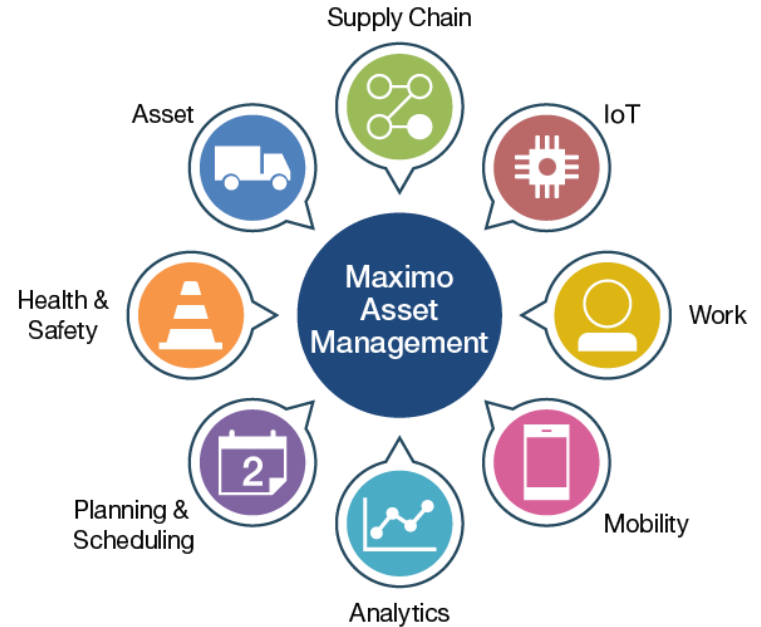 Supply Chain
Asset
IoT
Health &
Safety
Maximo
Asset
Management
Work
2
Planning &
Scheduling
Mobility
Analytics